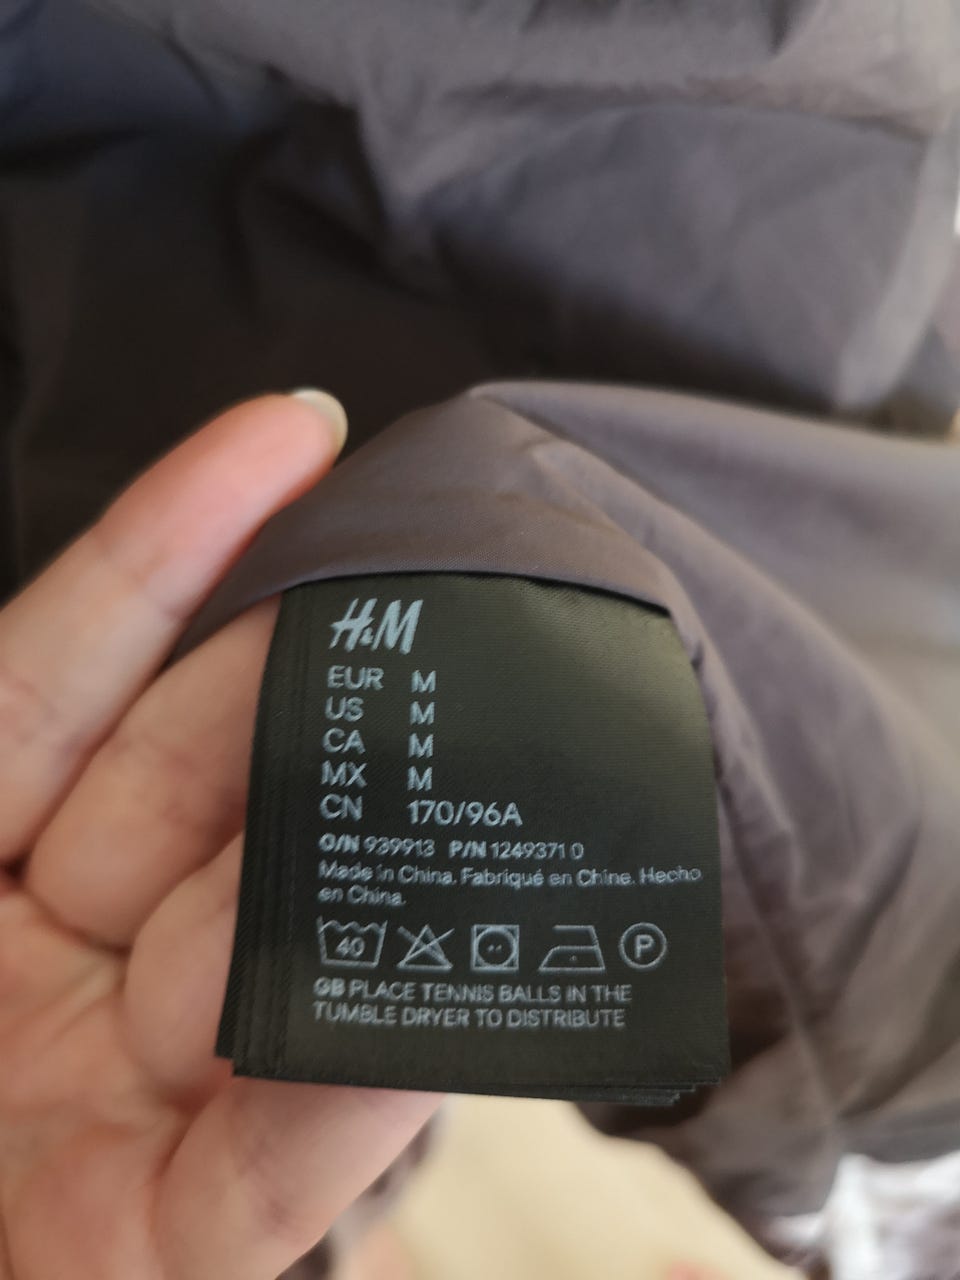 H&M
EUR M
US M
CA M
MX M
CN 170/96A
O/N 939913 P/N 1249371 0
Made in China. Fabriqué en Chine. Hecho
en China.
40
P
GB PLACE TENNIS BALLS IN THE
TUMBLE DRYER TO DISTRIBUTE